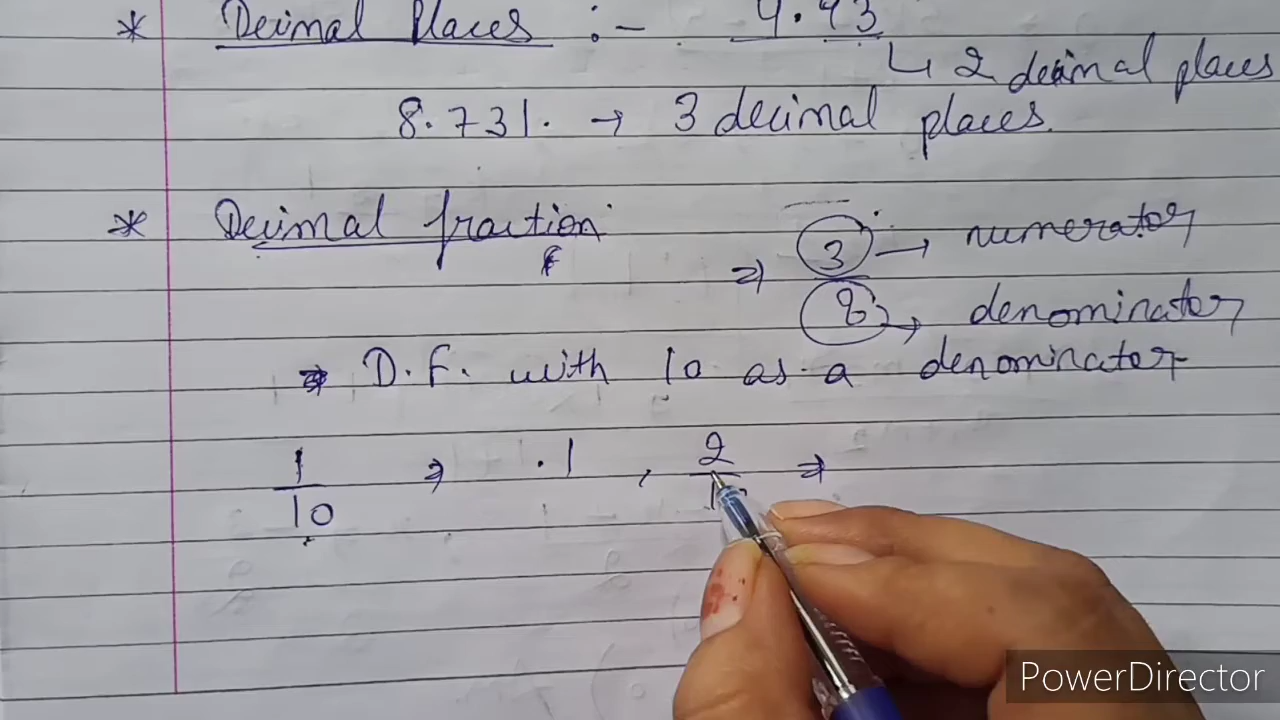 * Decimal Places :- 4.93
↳ 2 decimal places
8.731. → 3 decimal places.
* Decimal fraction
⇒ 3 → numerator
8 → denominator
⇒ D.F. with 10 as a denominator
1/10 ⇒ .1 , 2/10 ⇒
PowerDirector